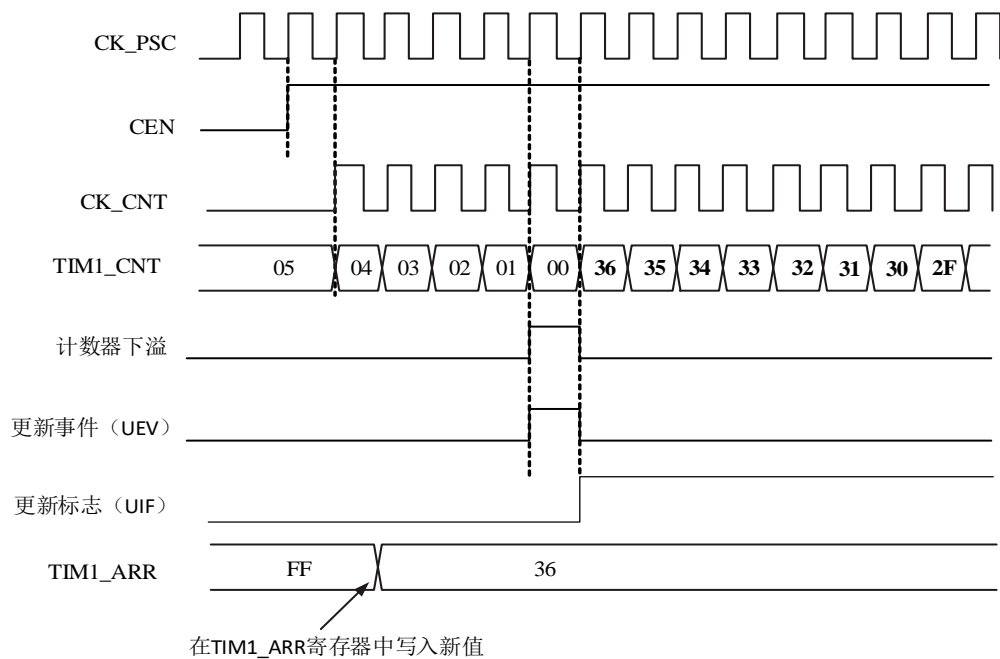 CK_PSC
CEN
CK_CNT
TIM1_CNT 05 04 03 02 01 00 36 35 34 33 32 31 30 2F
计数器下溢
更新事件（UEV）
更新标志（UIF）
TIM1_ARR FF 36
在TIM1_ARR寄存器中写入新值